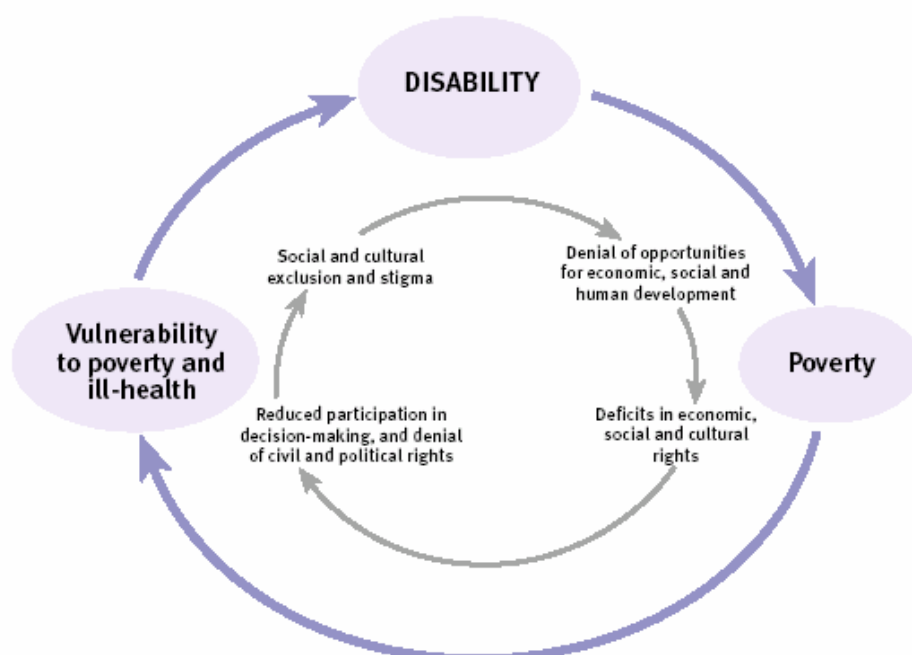 DISABILITY
Social and cultural
exclusion and stigma
Denial of opportunities
for economic, social and
human development
Vulnerability
to poverty and
ill-health
Poverty
Reduced participation in
decision-making, and denial
of civil and political rights
Deficits in economic,
social and cultural
rights